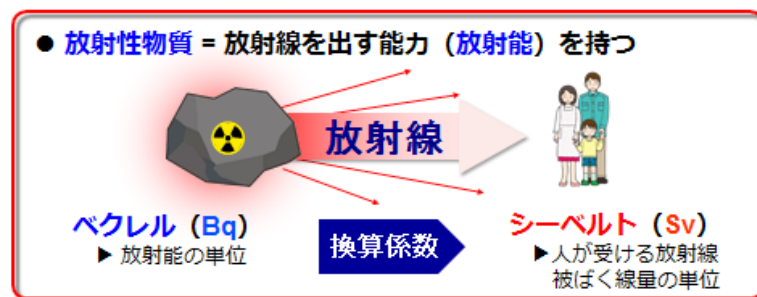 ● 放射性物質 = 放射線を出す能力（放射能）を持つ
放射線
ベクレル（Bq）
▶ 放射能の単位
換算係数
シーベルト（Sv）
▶人が受ける放射線
被ばく線量の単位